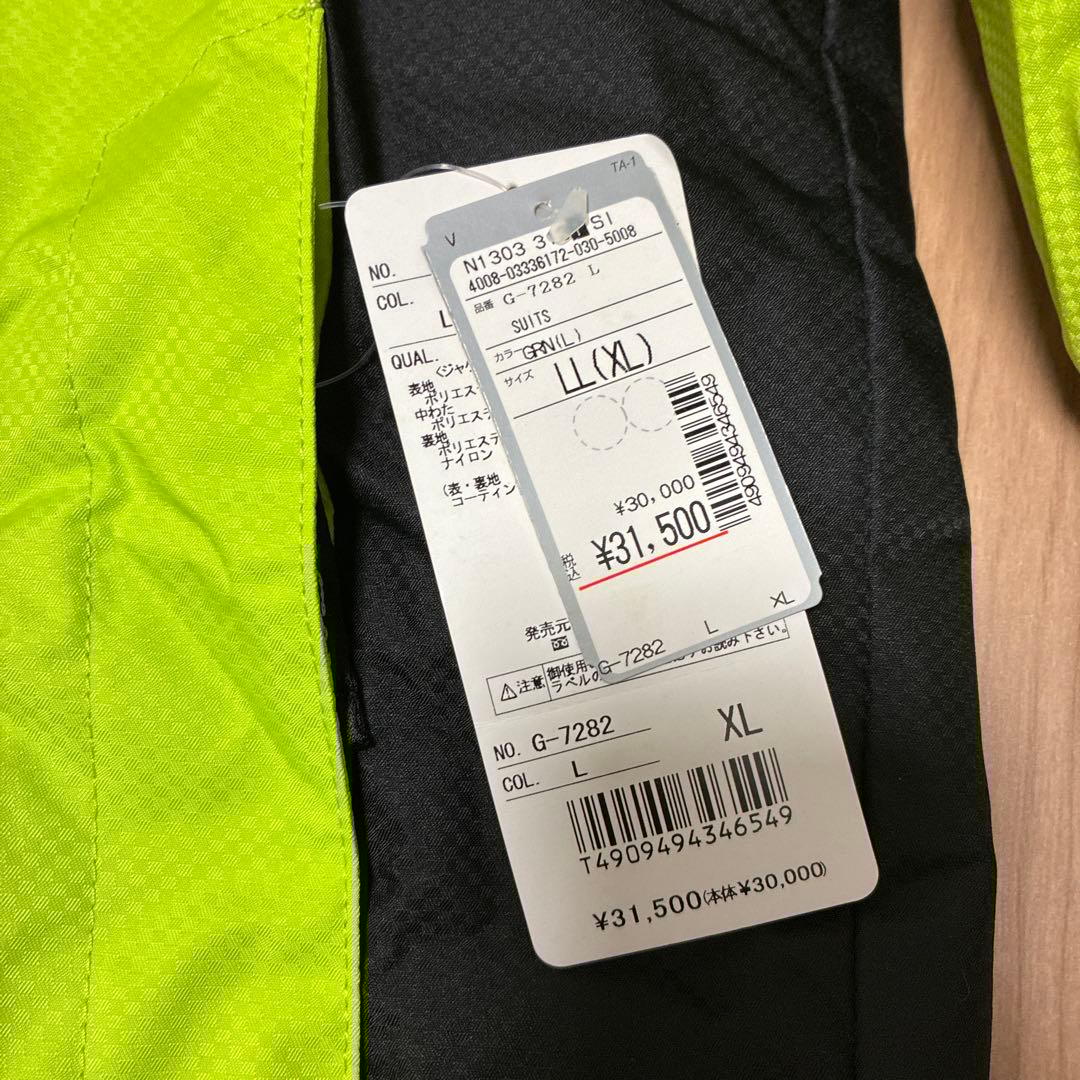 TA-1
V
N1303 3 SI
4008-03336172-030-5008
品番 G-7282 L
SUITS
カラー GRN(L)
サイズ LL(XL)
4909494346549
¥30,000
税込 ¥31,500
XL
L
G-7282
NO.
COL.
L
QUAL.
〈ジャケ
表地
ポリエステ
中わた
ポリエステ
裏地
ポリエステ
ナイロン
(表・裏地
コーティン
発売元
⚠注意 御使用
お読み下さい。
ラベルの
NO. G-7282 XL
COL. L
T4909494346549
¥31,500(本体¥30,000)